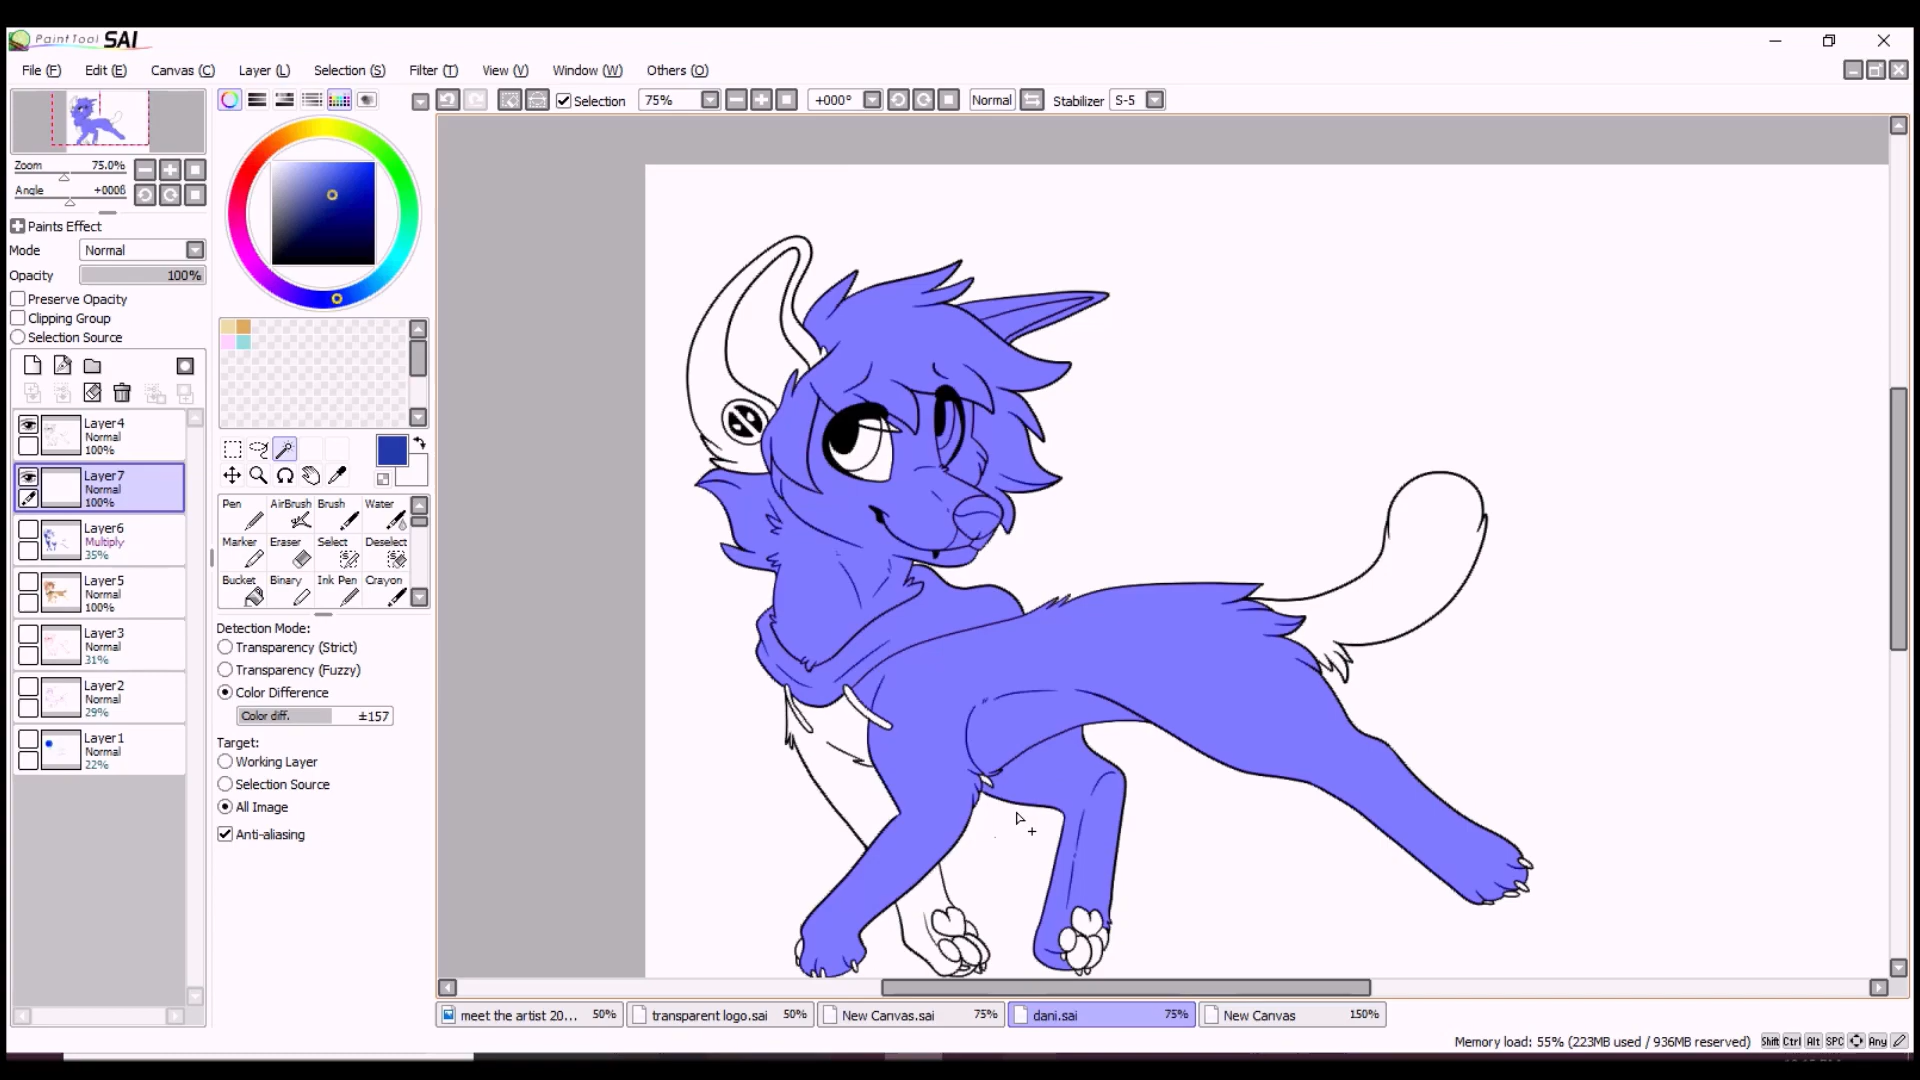 PaintTool SAI
File (F) Edit (E) Canvas (C) Layer (L) Selection (S) Filter (T) View (V) Window (W) Others (O)
Selection 75% +000° Normal Stabilizer S-5
Zoom 75.0%
Angle +000ß
Paints Effect
Mode Normal
Opacity 100%
Preserve Opacity
Clipping Group
Selection Source
Layer4
Normal
100%
Layer7
Normal
100%
Layer6
Multiply
35%
Layer5
Normal
100%
Layer3
Normal
31%
Layer2
Normal
29%
Layer1
Normal
22%
Pen AirBrush Brush Water
Marker Eraser Select Deselect
Bucket Binary Ink Pen Crayon
Detection Mode:
Transparency (Strict)
Transparency (Fuzzy)
Color Difference
Color diff. ±157
Target:
Working Layer
Selection Source
All Image
Anti-aliasing
meet the artist 20... 50% transparent logo.sai 50% New Canvas.sai 75% dani.sai 75% New Canvas 150%
Memory load: 55% (223MB used / 936MB reserved) Shift Ctrl Alt SPC Any